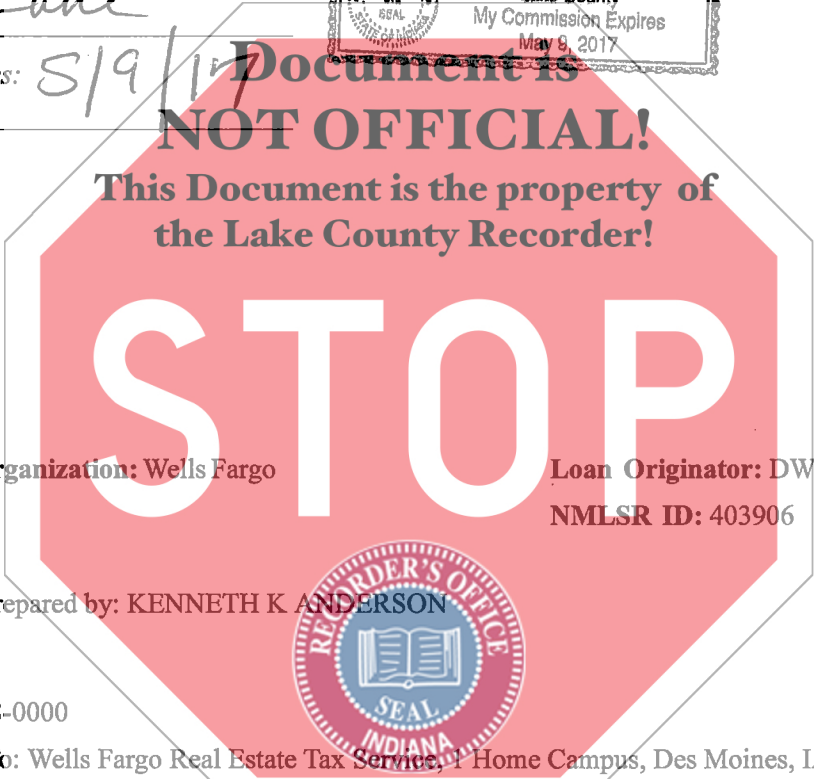 SEAL
My Commission Expires
May 9, 2017
s: 5/9/17
Document is
NOT OFFICIAL!
This Document is the property of
the Lake County Recorder!
STOP
rganization: Wells Fargo
Loan Originator: DW
NMLSR ID: 403906
repared by: KENNETH K ANDERSON
RECORDER'S OFFICE
SEAL
INDIANA
-0000
o: Wells Fargo Real Estate Tax Service, 1 Home Campus, Des Moines, I